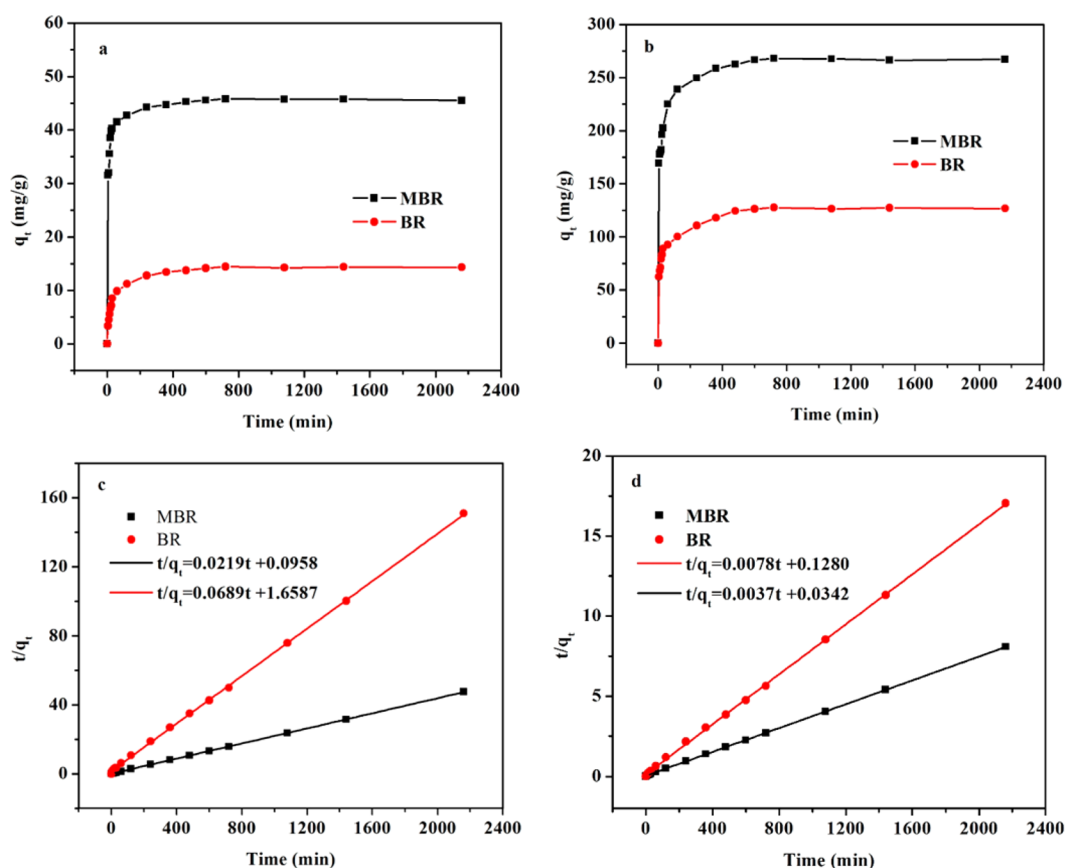 a
60
50
40
30
20
10
0
qt (mg/g)
MBR
BR
0 400 800 1200 1600 2000 2400
Time (min)
b
300
250
200
150
100
50
0
qt (mg/g)
MBR
BR
0 400 800 1200 1600 2000 2400
Time (min)
c
160
120
80
40
0
t/qt
MBR
BR
t/qt=0.0219t +0.0958
t/qt=0.0689t +1.6587
0 400 800 1200 1600 2000 2400
Time (min)
d
20
15
10
5
0
t/qt
MBR
BR
t/qt=0.0078t +0.1280
t/qt=0.0037t +0.0342
0 400 800 1200 1600 2000 2400
Time (min)